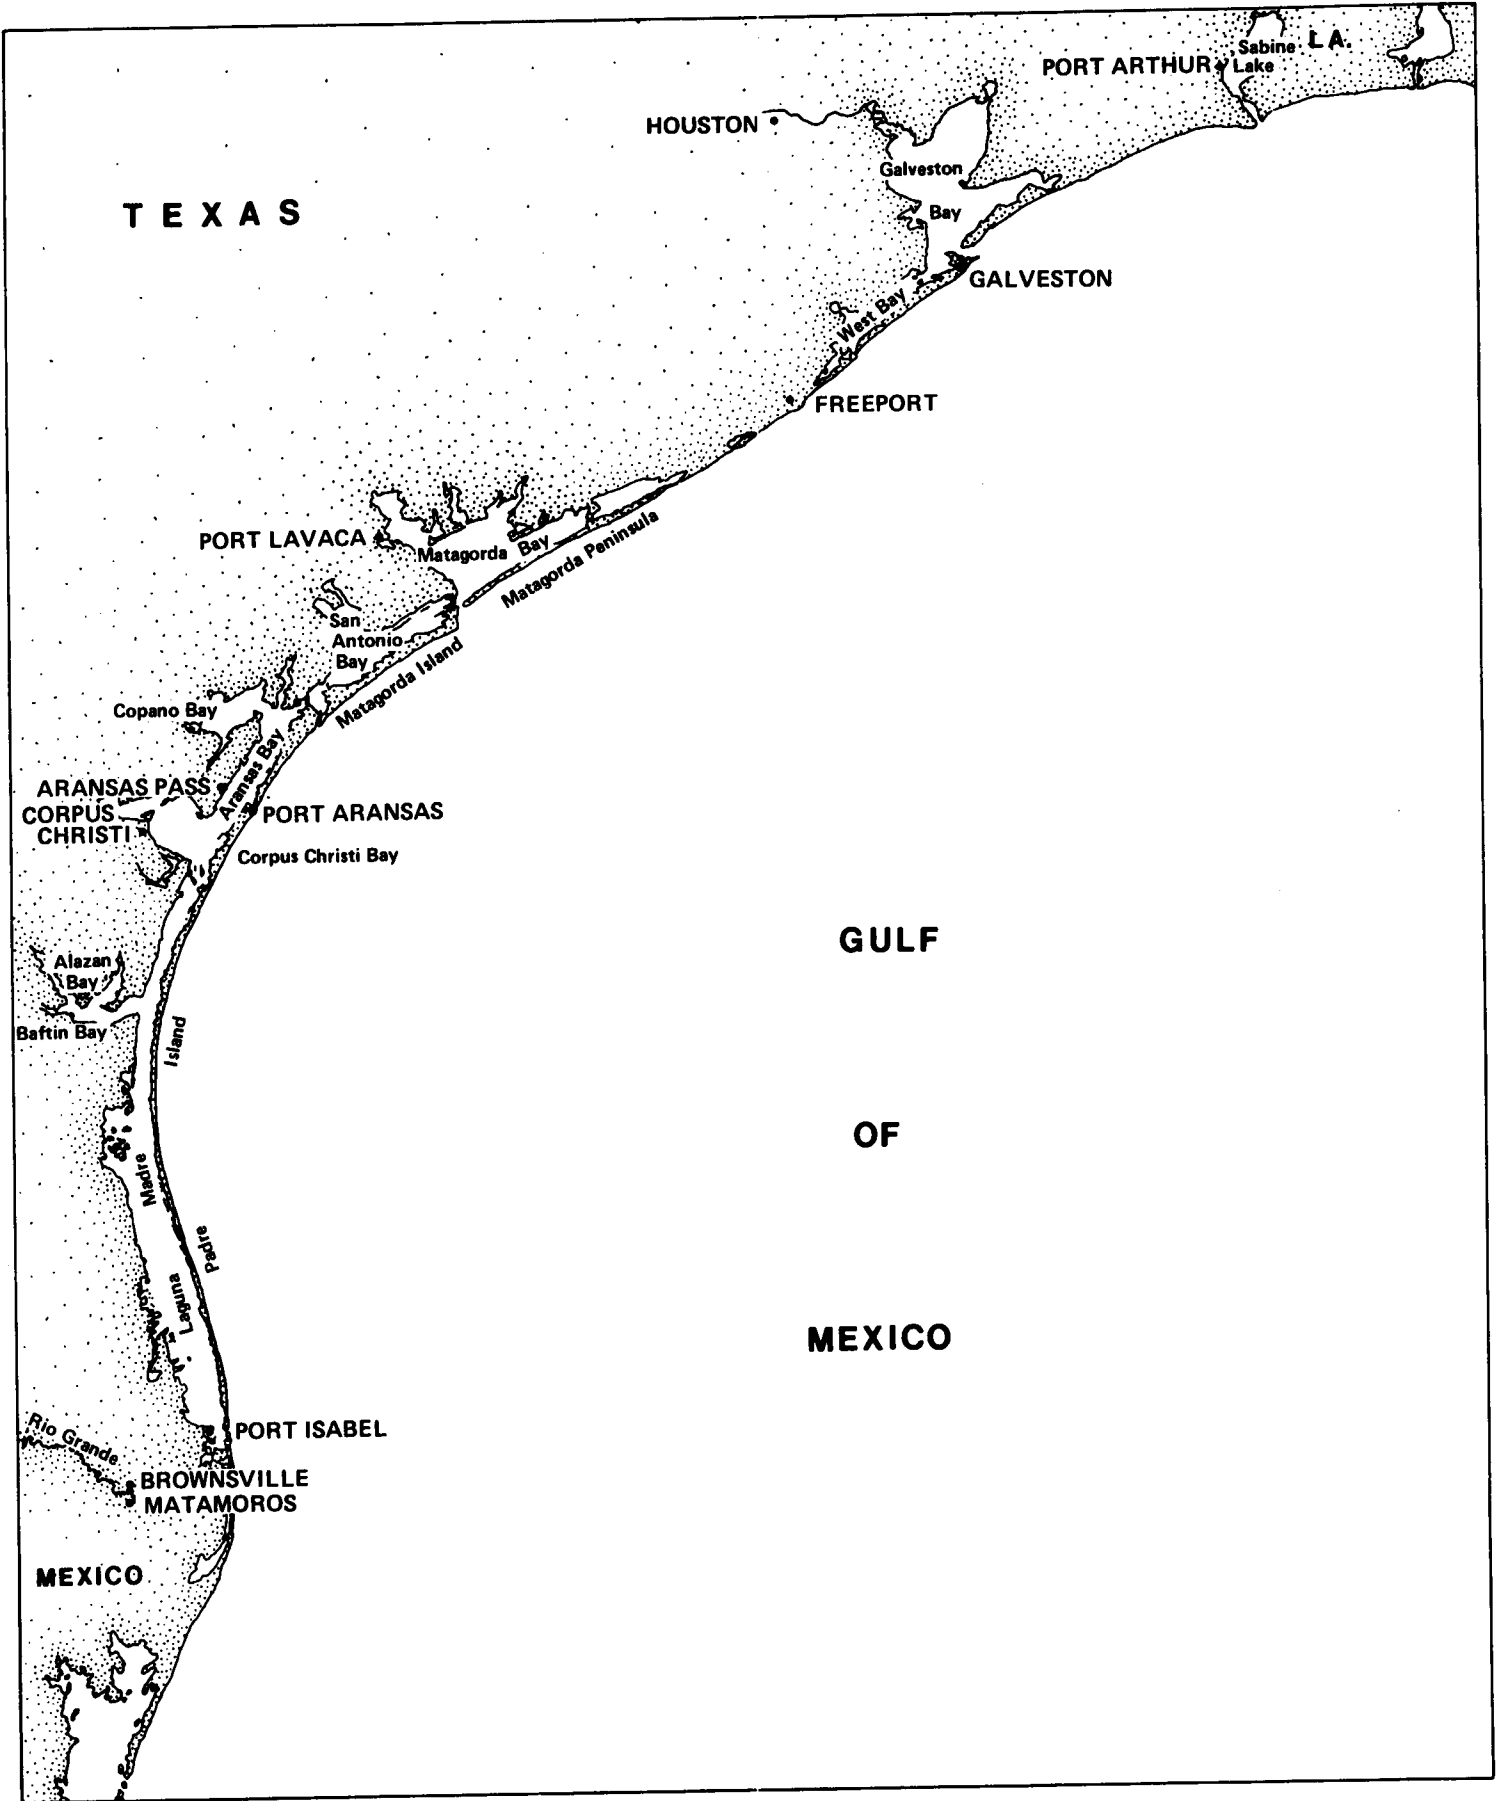 Sabine LA.
PORT ARTHUR Lake
HOUSTON
Galveston
Bay
TEXAS
GALVESTON
West Bay
FREEPORT
PORT LAVACA
Matagorda Bay
Matagorda Peninsula
San
Antonio
Bay
Matagorda Island
Copano Bay
Aransas Bay
ARANSAS PASS
CORPUS
CHRISTI
PORT ARANSAS
Corpus Christi Bay
GULF
Alazan
Bay
Baftin Bay
Island
OF
Madre
Padre
Laguna
MEXICO
Rio Grande
PORT ISABEL
BROWNSVILLE
MATAMOROS
MEXICO